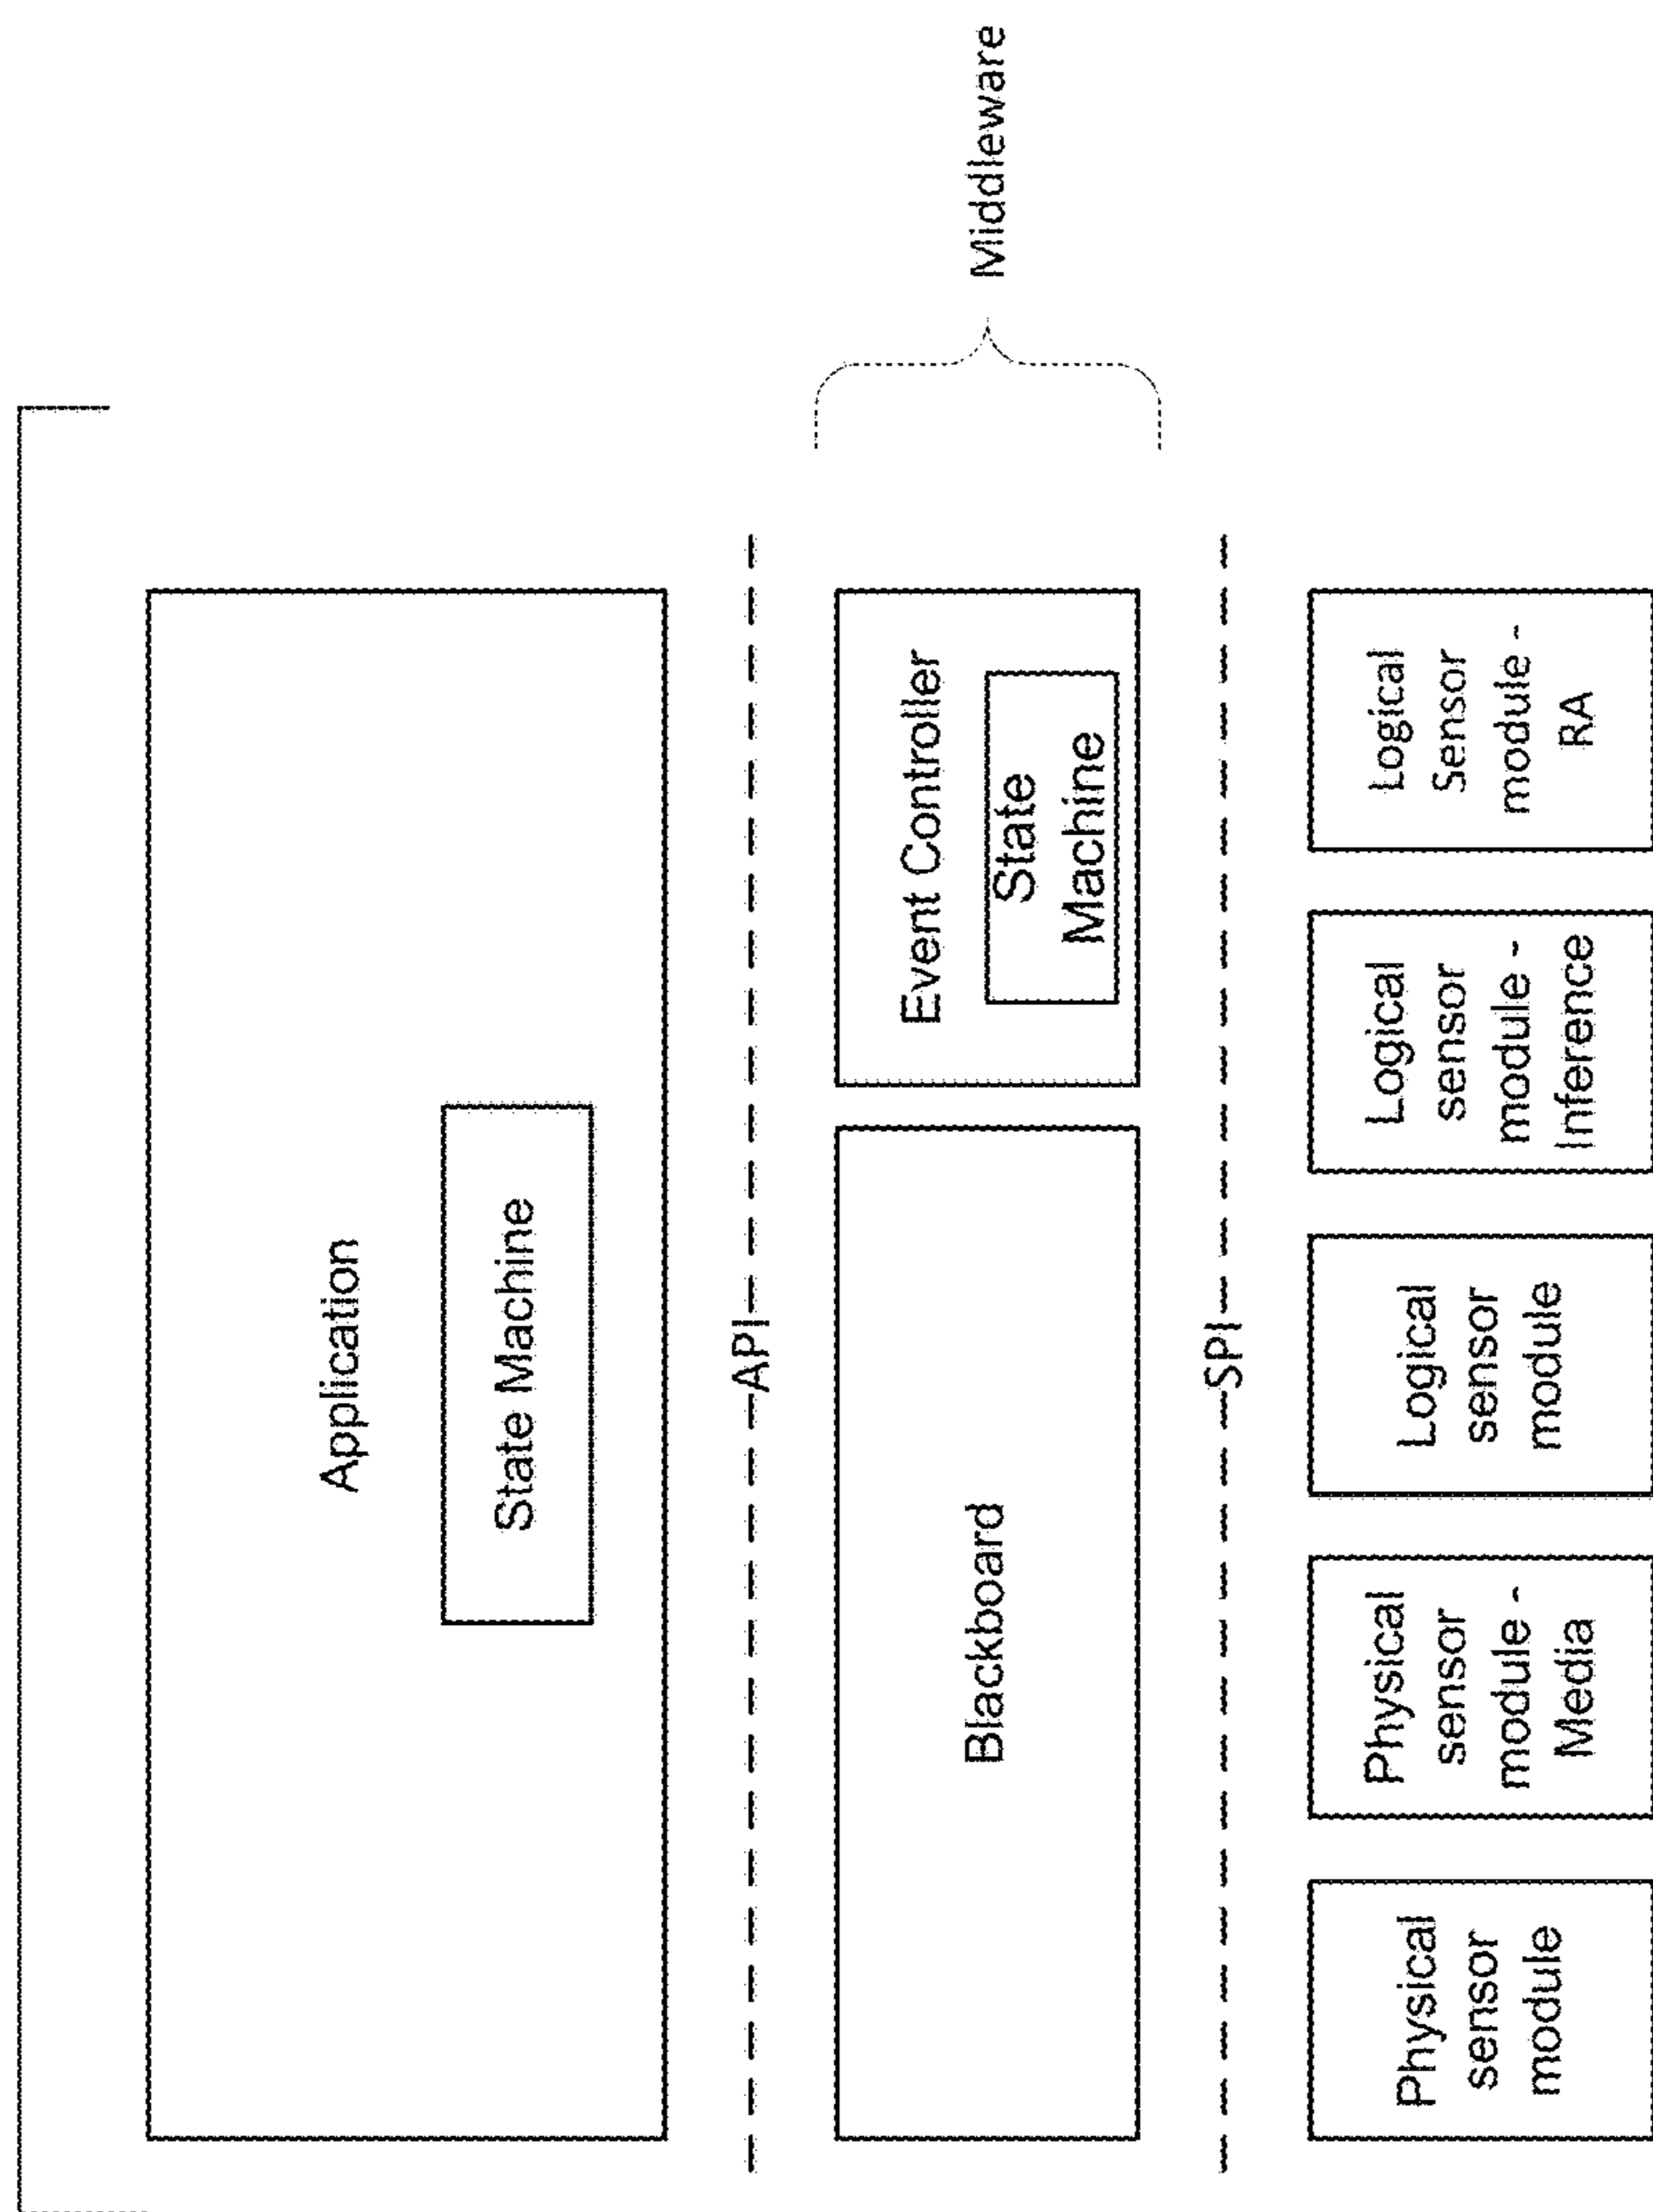 Application
State Machine
API
Blackboard
Event Controller
State
Machine
Middleware
SPI
Physical
sensor
module
Physical
sensor
module -
Media
Logical
sensor
module
Logical
sensor
module -
Inference
Logical
Sensor
module -
RA